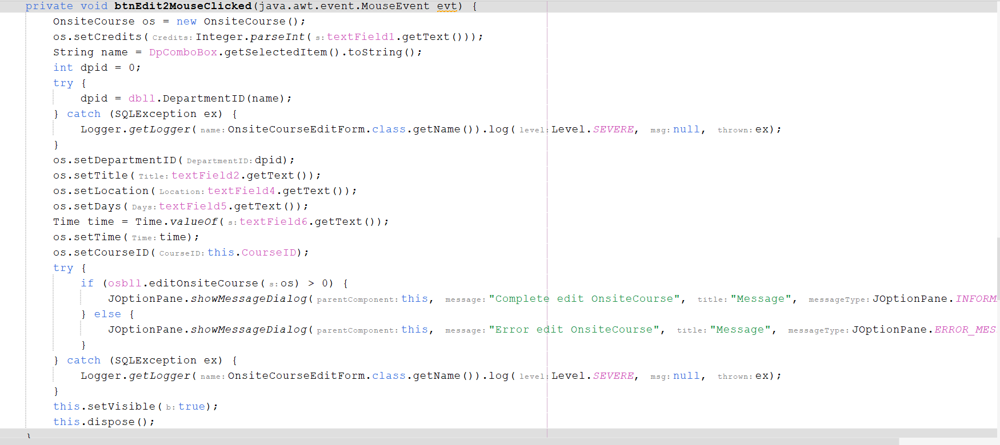 private void btnEdit2MouseClicked(java.awt.event.MouseEvent evt) {
OnsiteCourse os = new OnsiteCourse();
os.setCredits( Credits: Integer.parseInt( s: textField1.getText()));
String name = DpComboBox.getSelectedItem().toString();
int dpid = 0;
try {
dpid = dbll.DepartmentID(name);
} catch (SQLException ex) {
Logger.getLogger( name: OnsiteCourseEditForm.class.getName()).log( level: Level.SEVERE, msg: null, thrown: ex);
}
os.setDepartmentID( DepartmentID: dpid);
os.setTitle( Title: textField2.getText());
os.setLocation( Location: textField4.getText());
os.setDays( Days: textField5.getText());
Time time = Time.valueOf( s: textField6.getText());
os.setTime( Time: time);
os.setCourseID( CourseID: this.CourseID);
try {
if (osbll.editOnsiteCourse( s: os) > 0) {
JOptionPane.showMessageDialog( parentComponent: this, message: "Complete edit OnsiteCourse", title: "Message", messageType: JOptionPane.INFORM
} else {
JOptionPane.showMessageDialog( parentComponent: this, message: "Error edit OnsiteCourse", title: "Message", messageType: JOptionPane.ERROR_MES
}
} catch (SQLException ex) {
Logger.getLogger( name: OnsiteCourseEditForm.class.getName()).log( level: Level.SEVERE, msg: null, thrown: ex);
}
this.setVisible( b: true);
this.dispose();
}